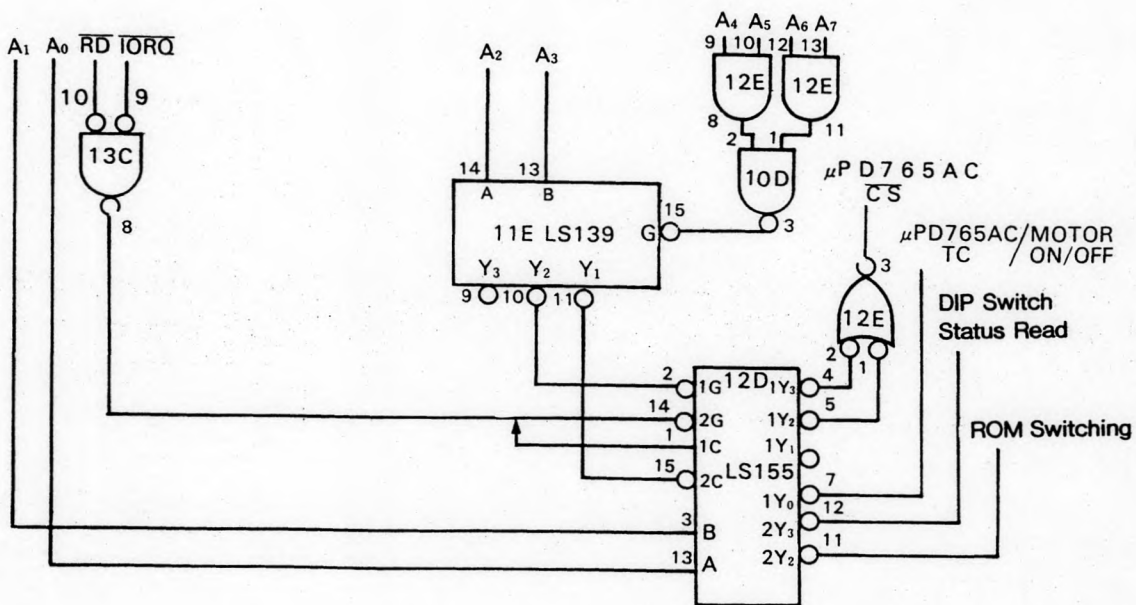 A4 A5 A6 A7
9 10 12 13
A1 A0 R̅D̅ I̅O̅R̅Q̅
A2 A3
12E 12E
10 9
8 11
13C
2 1
10D
μPD765AC
C̅S̅
14 13
A B
15
3
8
11E LS139 G
μPD765AC/MOTOR
TC / ON/OFF
3
Y3 Y2 Y1
9 10 11
12E
DIP Switch
Status Read
2 1
2 1G 12D 1Y3 4
14 2G 1Y2 5
1 1C 1Y1
ROM Switching
15 2C LS155
1Y0 7
3 B 2Y3 12
13 A 2Y2 11